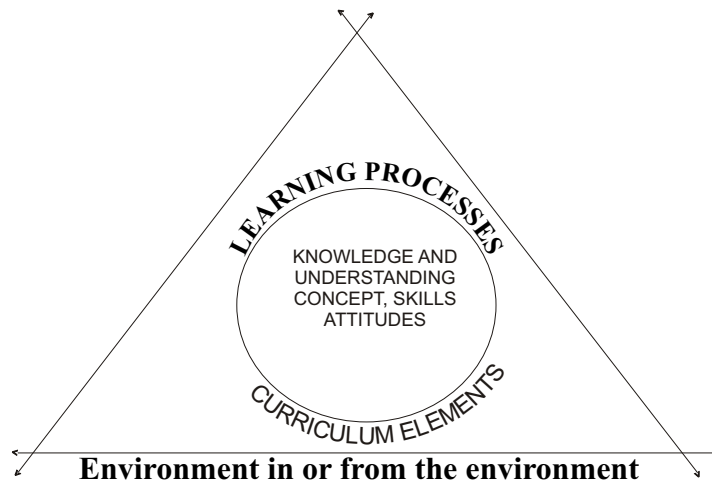 LEARNING PROCESSES
KNOWLEDGE AND
UNDERSTANDING
CONCEPT, SKILLS
ATTITUDES
CURRICULUM ELEMENTS
Environment in or from the environment